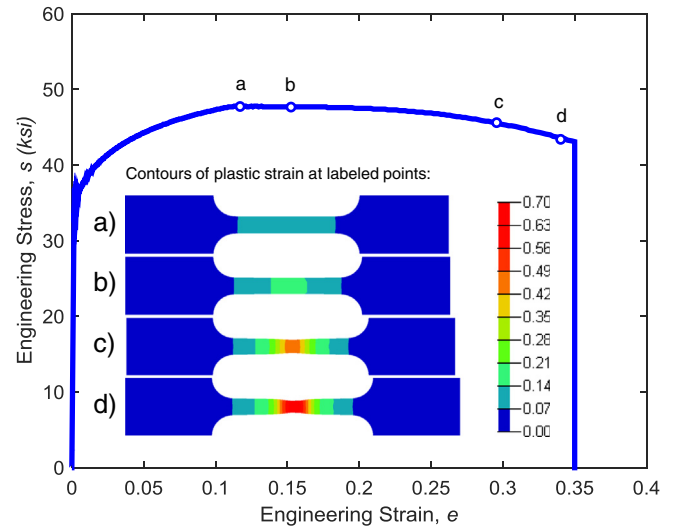 60
50
40
30
20
10
0
Engineering Stress, s (ksi)
a
b
c
d
Contours of plastic strain at labeled points:
a)
b)
c)
d)
0.70
0.63
0.56
0.49
0.42
0.35
0.28
0.21
0.14
0.07
0.00
0
0.05
0.1
0.15
0.2
0.25
0.3
0.35
0.4
Engineering Strain, e